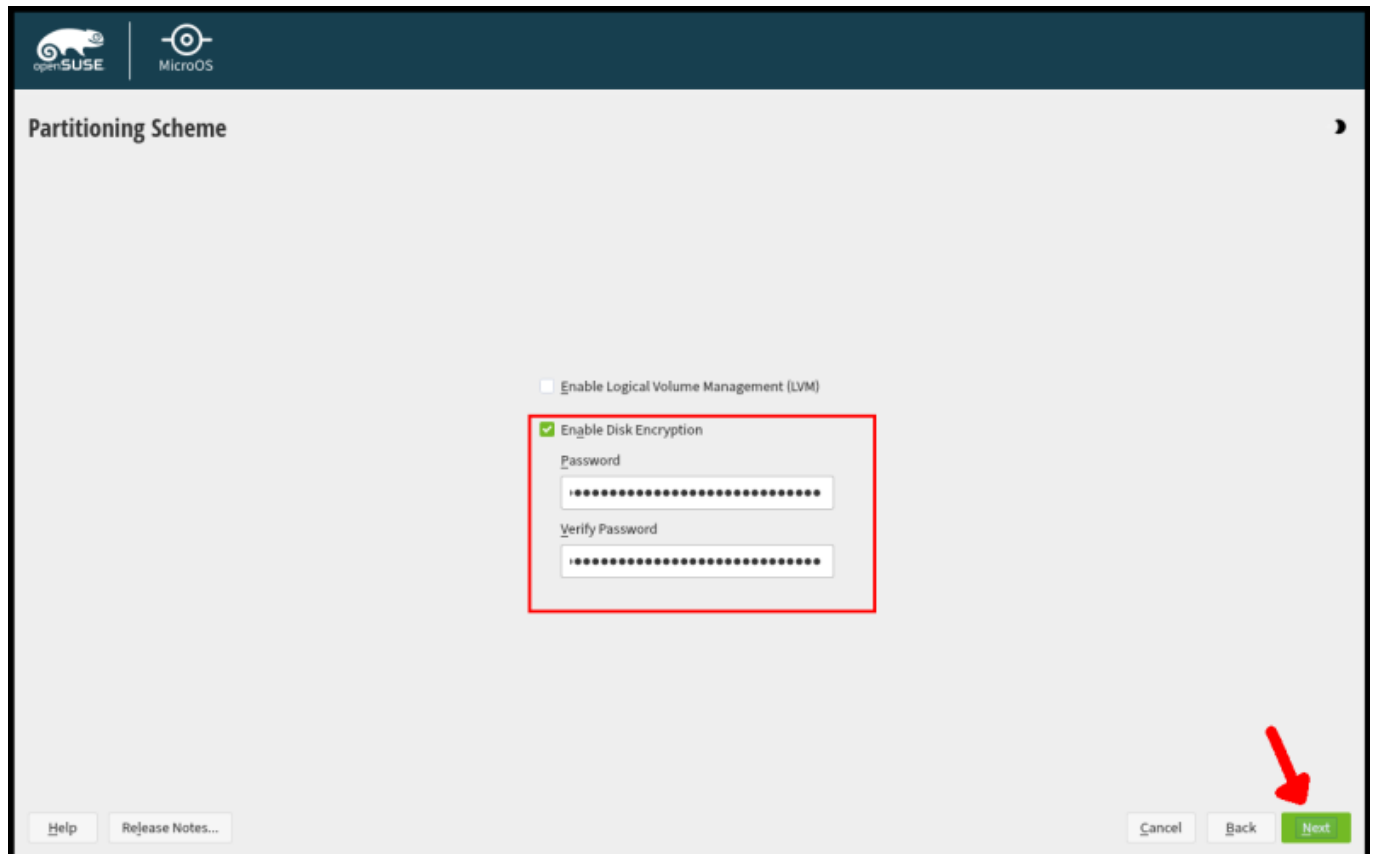 openSUSE
MicroOS
Partitioning Scheme
Enable Logical Volume Management (LVM)
Enable Disk Encryption
Password
Verify Password
Help
Release Notes...
Cancel
Back
Next